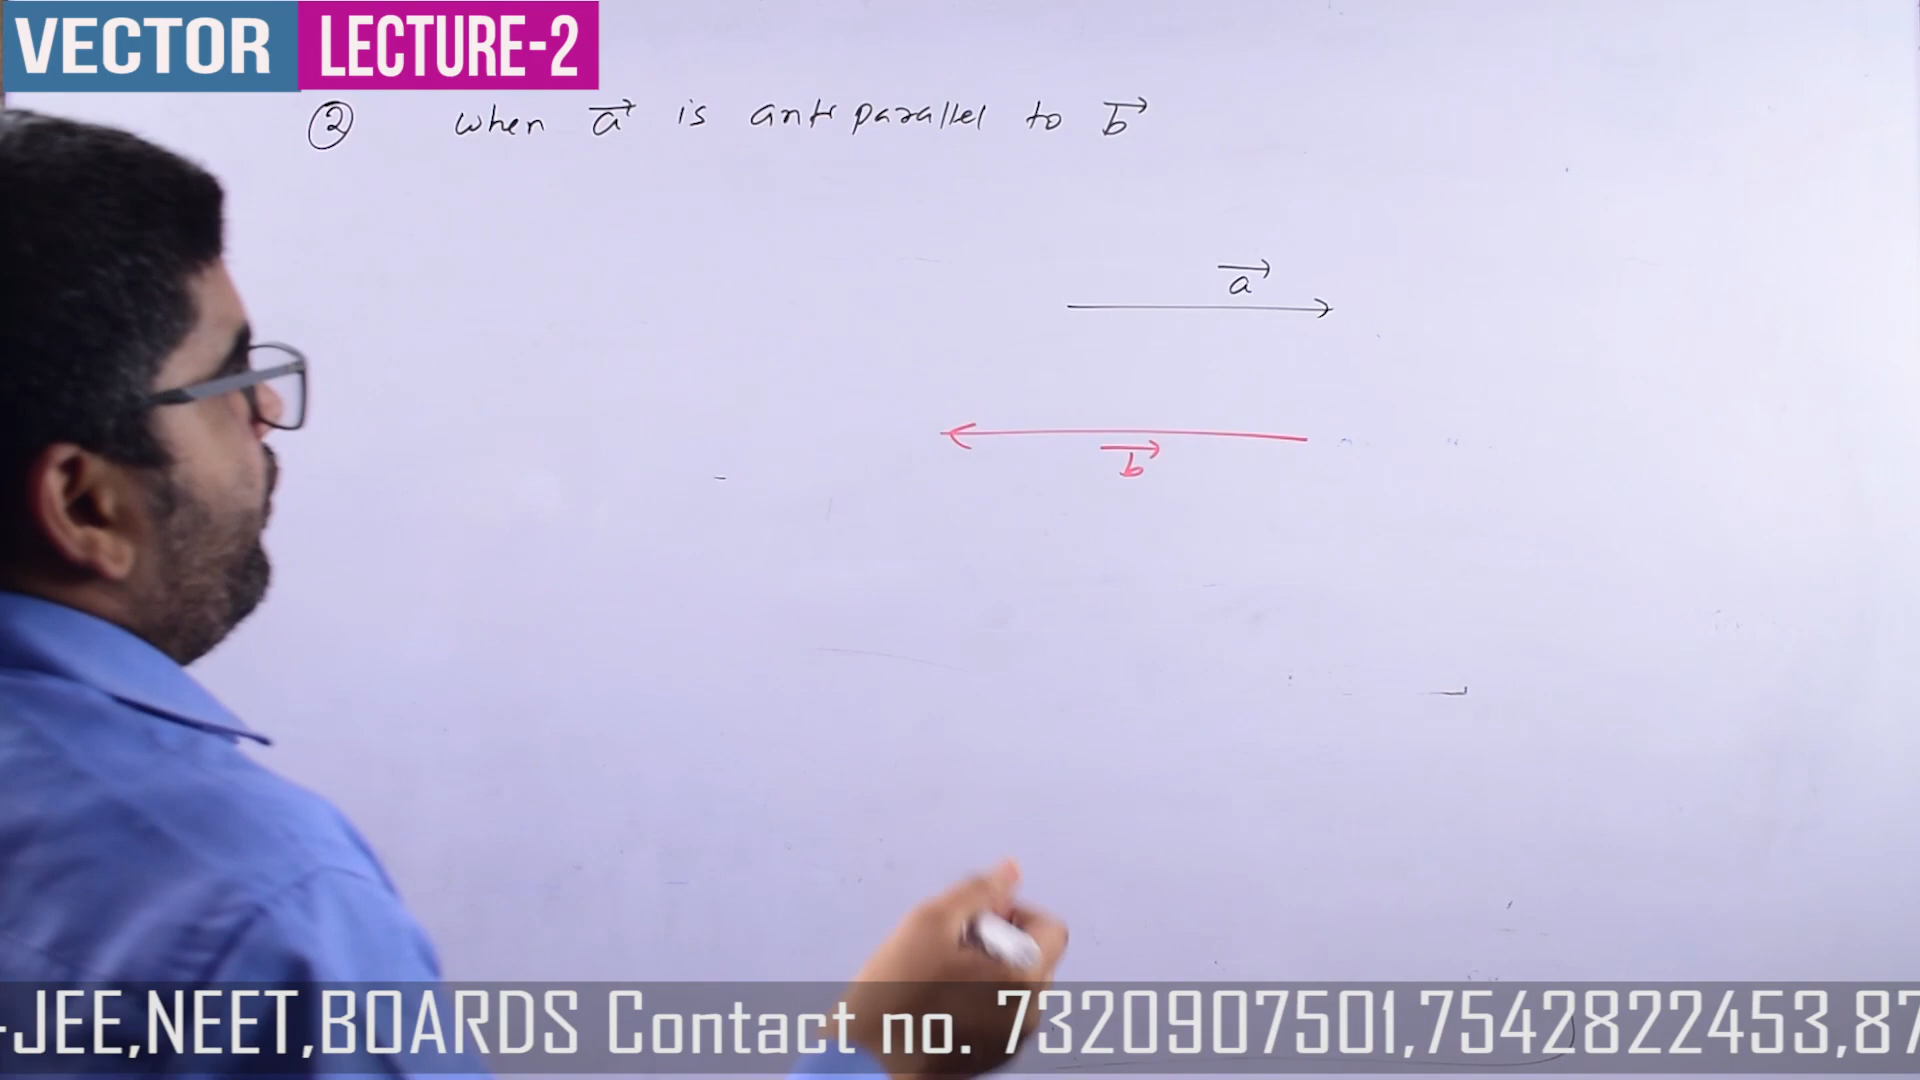 VECTOR LECTURE-2
② when a⃗ is anti parallel to b⃗
a⃗
b⃗
-JEE,NEET,BOARDS Contact no. 7320907501,7542822453,87